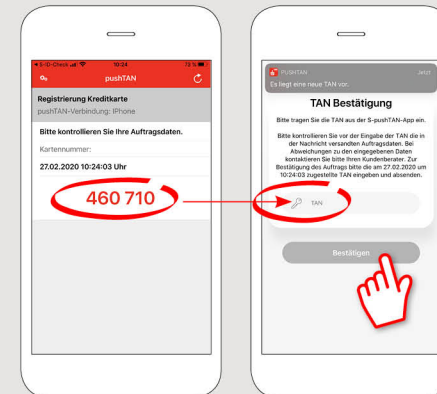 S-ID-Check
10:24
73 %
pushTAN
Registrierung Kreditkarte
pushTAN-Verbindung: IPhone
Bitte kontrollieren Sie Ihre Auftragsdaten.
Kartennummer:
27.02.2020 10:24:03 Uhr
460 710
PUSHTAN
Jetzt
Es liegt eine neue TAN vor.
TAN Bestätigung
Bitte tragen Sie die TAN aus der S-pushTAN-App ein.
Bitte kontrollieren Sie vor der Eingabe der TAN die in
der Nachricht versandten Auftragsdaten. Bei
Abweichungen zu den eingegebenen Daten
kontaktieren Sie bitte Ihren Kundenberater. Zur
Bestätigung des Auftrags bitte die am 27.02.2020 um
10:24:03 zugestellte TAN eingeben und absenden.
TAN
Bestätigen